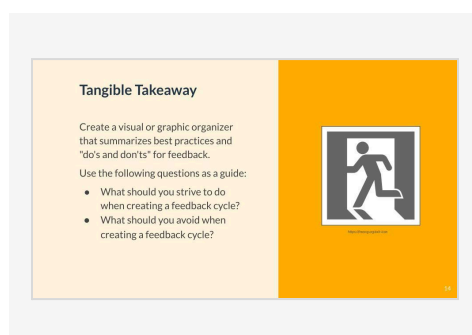 Tangible Takeaway
Create a visual or graphic organizer
that summarizes best practices and
"do's and don'ts" for feedback.
Use the following questions as a guide:
● What should you strive to do
when creating a feedback cycle?
● What should you avoid when
creating a feedback cycle?
14